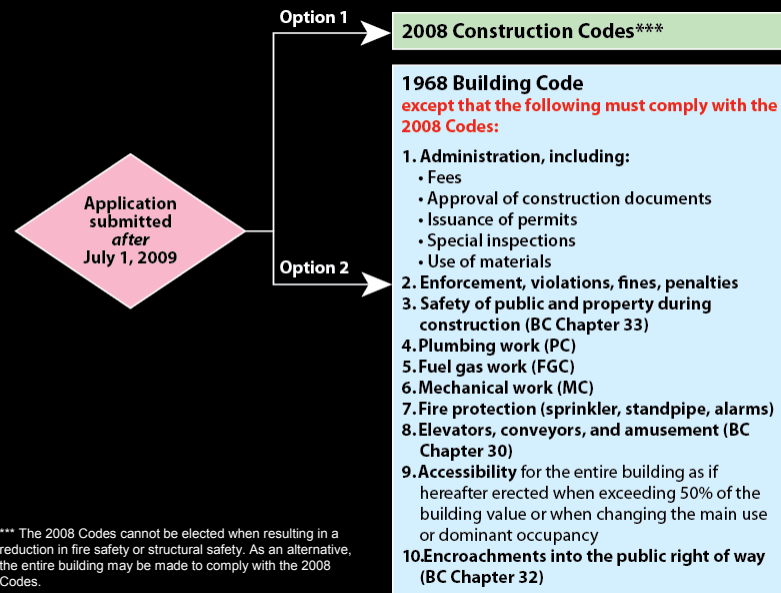 Option 1
2008 Construction Codes***
1968 Building Code
except that the following must comply with the
2008 Codes:
1. Administration, including:
• Fees
• Approval of construction documents
• Issuance of permits
• Special inspections
• Use of materials
2. Enforcement, violations, fines, penalties
3. Safety of public and property during
construction (BC Chapter 33)
4. Plumbing work (PC)
5. Fuel gas work (FGC)
6. Mechanical work (MC)
7. Fire protection (sprinkler, standpipe, alarms)
8. Elevators, conveyors, and amusement (BC
Chapter 30)
9. Accessibility for the entire building as if
hereafter erected when exceeding 50% of the
building value or when changing the main use
or dominant occupancy
10. Encroachments into the public right of way
(BC Chapter 32)
Application
submitted
after
July 1, 2009
Option 2
*** The 2008 Codes cannot be elected when resulting in a
reduction in fire safety or structural safety. As an alternative,
the entire building may be made to comply with the 2008
Codes.